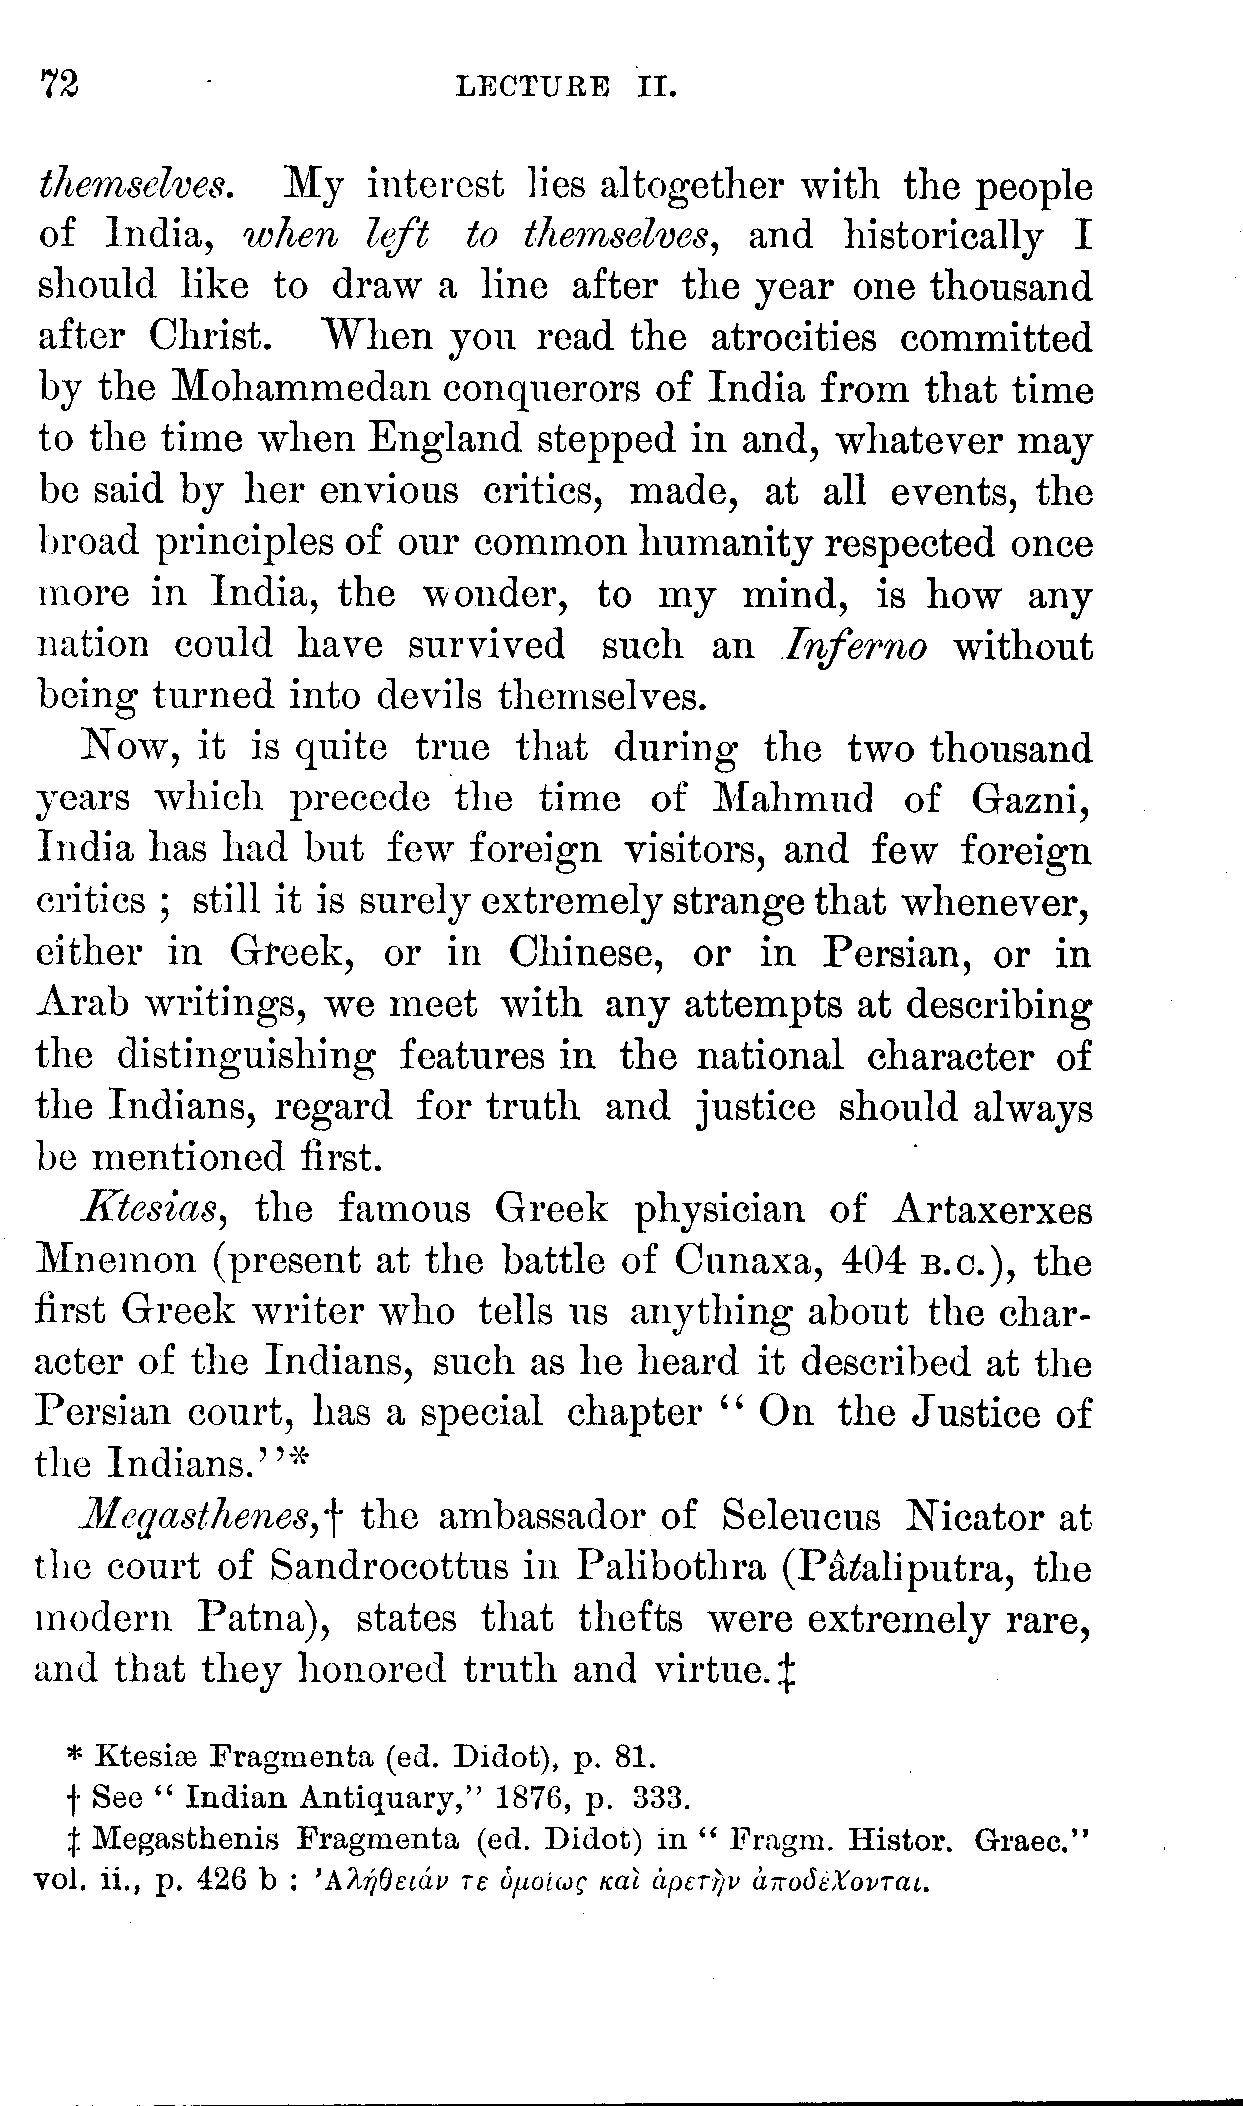 72 LECTURE II.
themselves. My interest lies altogether with the people
of India, when left to themselves, and historically I
should like to draw a line after the year one thousand
after Christ. When you read the atrocities committed
by the Mohammedan conquerors of India from that time
to the time when England stepped in and, whatever may
be said by her envious critics, made, at all events, the
broad principles of our common humanity respected once
more in India, the wonder, to my mind, is how any
nation could have survived such an Inferno without
being turned into devils themselves.
Now, it is quite true that during the two thousand
years which precede the time of Mahmud of Gazni,
India has had but few foreign visitors, and few foreign
critics ; still it is surely extremely strange that whenever,
either in Greek, or in Chinese, or in Persian, or in
Arab writings, we meet with any attempts at describing
the distinguishing features in the national character of
the Indians, regard for truth and justice should always
be mentioned first.
Ktesias, the famous Greek physician of Artaxerxes
Mnemon (present at the battle of Cunaxa, 404 B.C.), the
first Greek writer who tells us anything about the char-
acter of the Indians, such as he heard it described at the
Persian court, has a special chapter “ On the Justice of
the Indians.”*
Megasthenes,† the ambassador of Seleucus Nicator at
the court of Sandrocottus in Palibothra (Pâtaliputra, the
modern Patna), states that thefts were extremely rare,
and that they honored truth and virtue.‡
* Ktesiæ Fragmenta (ed. Didot), p. 81.
† See “ Indian Antiquary,” 1876, p. 333.
‡ Megasthenis Fragmenta (ed. Didot) in “ Fragm. Histor. Graec.”
vol. ii., p. 426 b : Ἀλήθειάν τε ὁμοίως καὶ ἀρετὴν ἀποδέχονται.